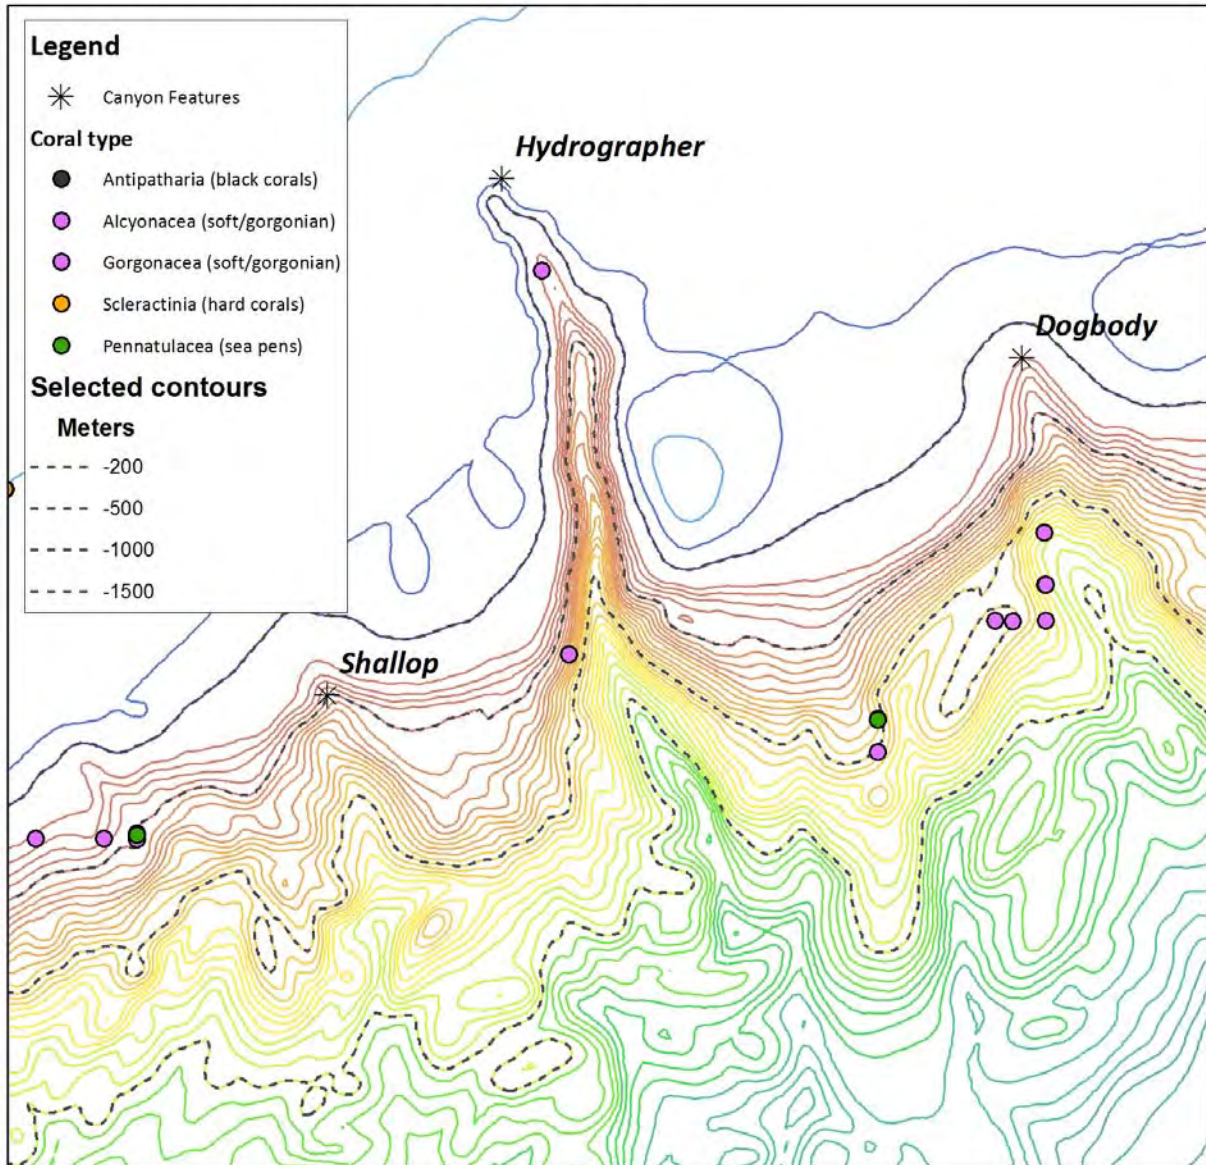 Legend
Canyon Features
Coral type
Antipatharia (black corals)
Alcyonacea (soft/gorgonian)
Gorgonacea (soft/gorgonian)
Scleractinia (hard corals)
Pennatulacea (sea pens)
Selected contours
Meters
-200
-500
-1000
-1500
Hydrographer
Dogbody
Shallop